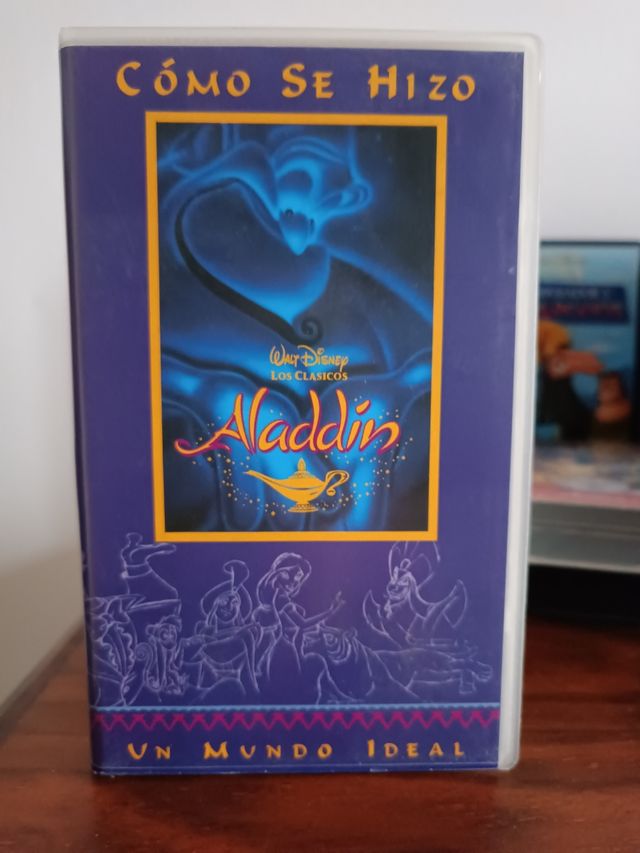 CÓMO SE HIZO
WALT DISNEY
LOS CLASICOS
Aladdin
UN MUNDO IDEAL